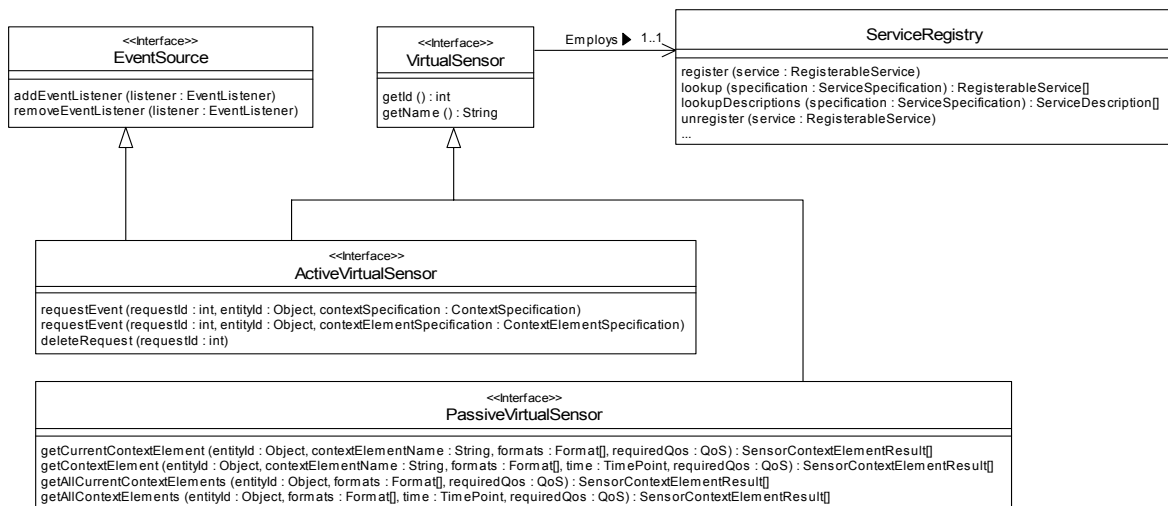 <<Interface>>
EventSource
addEventListener (listener : EventListener)
removeEventListener (listener : EventListener)
<<Interface>>
VirtualSensor
getId () : int
getName () : String
Employs 1..1
ServiceRegistry
register (service : RegisterableService)
lookup (specification : ServiceSpecification) : RegisterableService[]
lookupDescriptions (specification : ServiceSpecification) : ServiceDescription[]
unregister (service : RegisterableService)
...
<<Interface>>
ActiveVirtualSensor
requestEvent (requestId : int, entityId : Object, contextSpecification : ContextSpecification)
requestEvent (requestId : int, entityId : Object, contextElementSpecification : ContextElementSpecification)
deleteRequest (requestId : int)
<<Interface>>
PassiveVirtualSensor
getCurrentContextElement (entityId : Object, contextElementName : String, formats : Format[], requiredQos : QoS) : SensorContextElementResult[]
getContextElement (entityId : Object, contextElementName : String, formats : Format[], time : TimePoint, requiredQos : QoS) : SensorContextElementResult[]
getAllCurrentContextElements (entityId : Object, formats : Format[], requiredQos : QoS) : SensorContextElementResult[]
getAllContextElements (entityId : Object, formats : Format[], time : TimePoint, requiredQos : QoS) : SensorContextElementResult[]